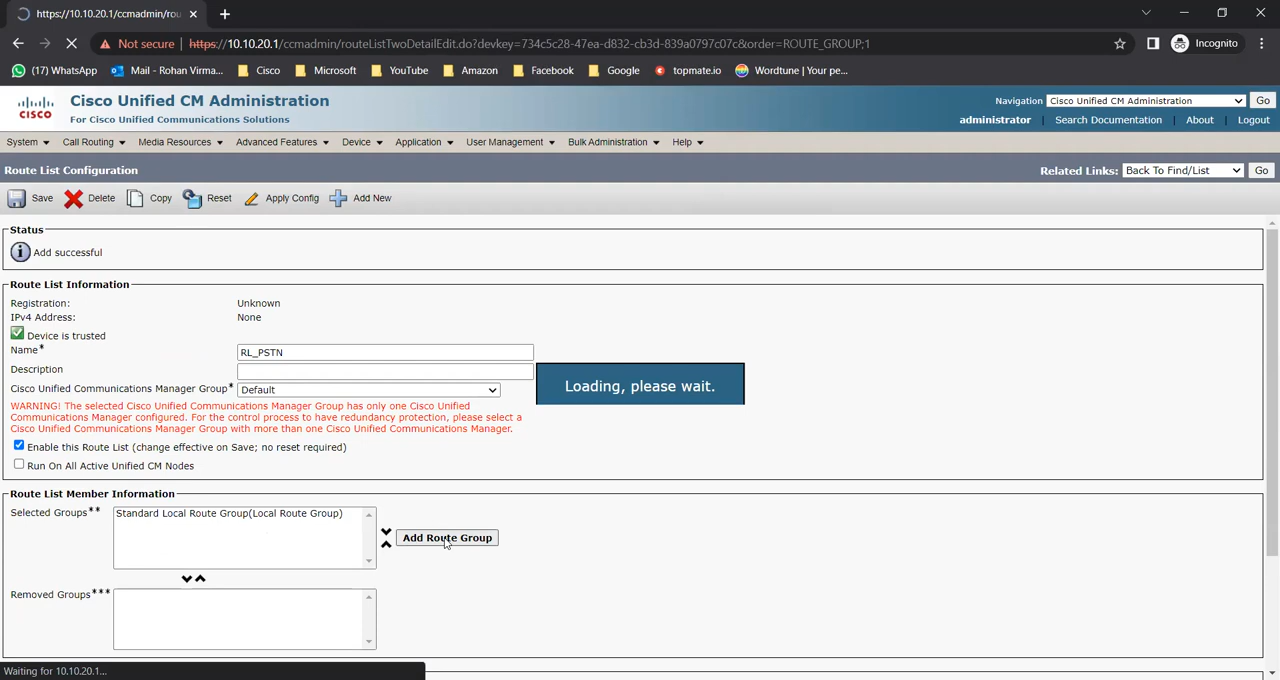 https://10.10.20.1/ccmadmin/rou
Not secure | https://10.10.20.1/ccmadmin/routeListTwoDetailEdit.do?devkey=734c5c28-47ea-d832-cb3d-839a0797c07c&order=ROUTE_GROUP;1
Incognito
(17) WhatsApp Mail - Rohan Virma... Cisco Microsoft YouTube Amazon Facebook Google topmate.io Wordtune | Your pe...
CISCO
Cisco Unified CM Administration
For Cisco Unified Communications Solutions
Navigation Cisco Unified CM Administration Go
administrator | Search Documentation | About | Logout
System Call Routing Media Resources Advanced Features Device Application User Management Bulk Administration Help
Route List Configuration
Related Links: Back To Find/List Go
Save Delete Copy Reset Apply Config Add New
Status
Add successful
Route List Information
Registration: Unknown
IPv4 Address: None
Device is trusted
Name* RL_PSTN
Description
Cisco Unified Communications Manager Group* Default
WARNING! The selected Cisco Unified Communications Manager Group has only one Cisco Unified
Communications Manager configured. For the control process to have redundancy protection, please select a
Cisco Unified Communications Manager Group with more than one Cisco Unified Communications Manager.
Loading, please wait.
Enable this Route List (change effective on Save; no reset required)
Run On All Active Unified CM Nodes
Route List Member Information
Selected Groups** Standard Local Route Group(Local Route Group)
Add Route Group
Removed Groups***
Waiting for 10.10.20.1...